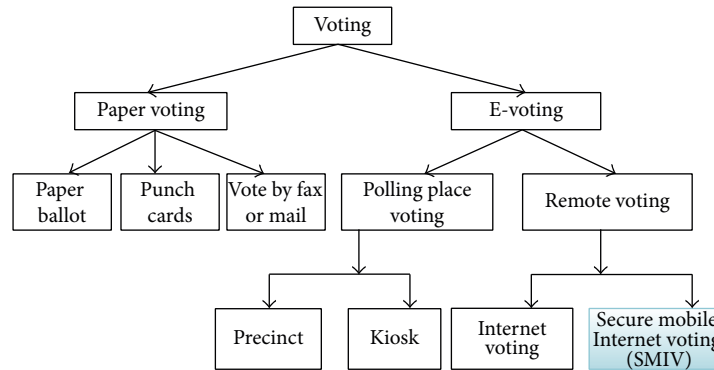 Voting
Paper voting
E-voting
Paper
ballot
Punch
cards
Vote by fax
or mail
Polling place
voting
Remote voting
Precinct
Kiosk
Internet
voting
Secure mobile
Internet voting
(SMIV)